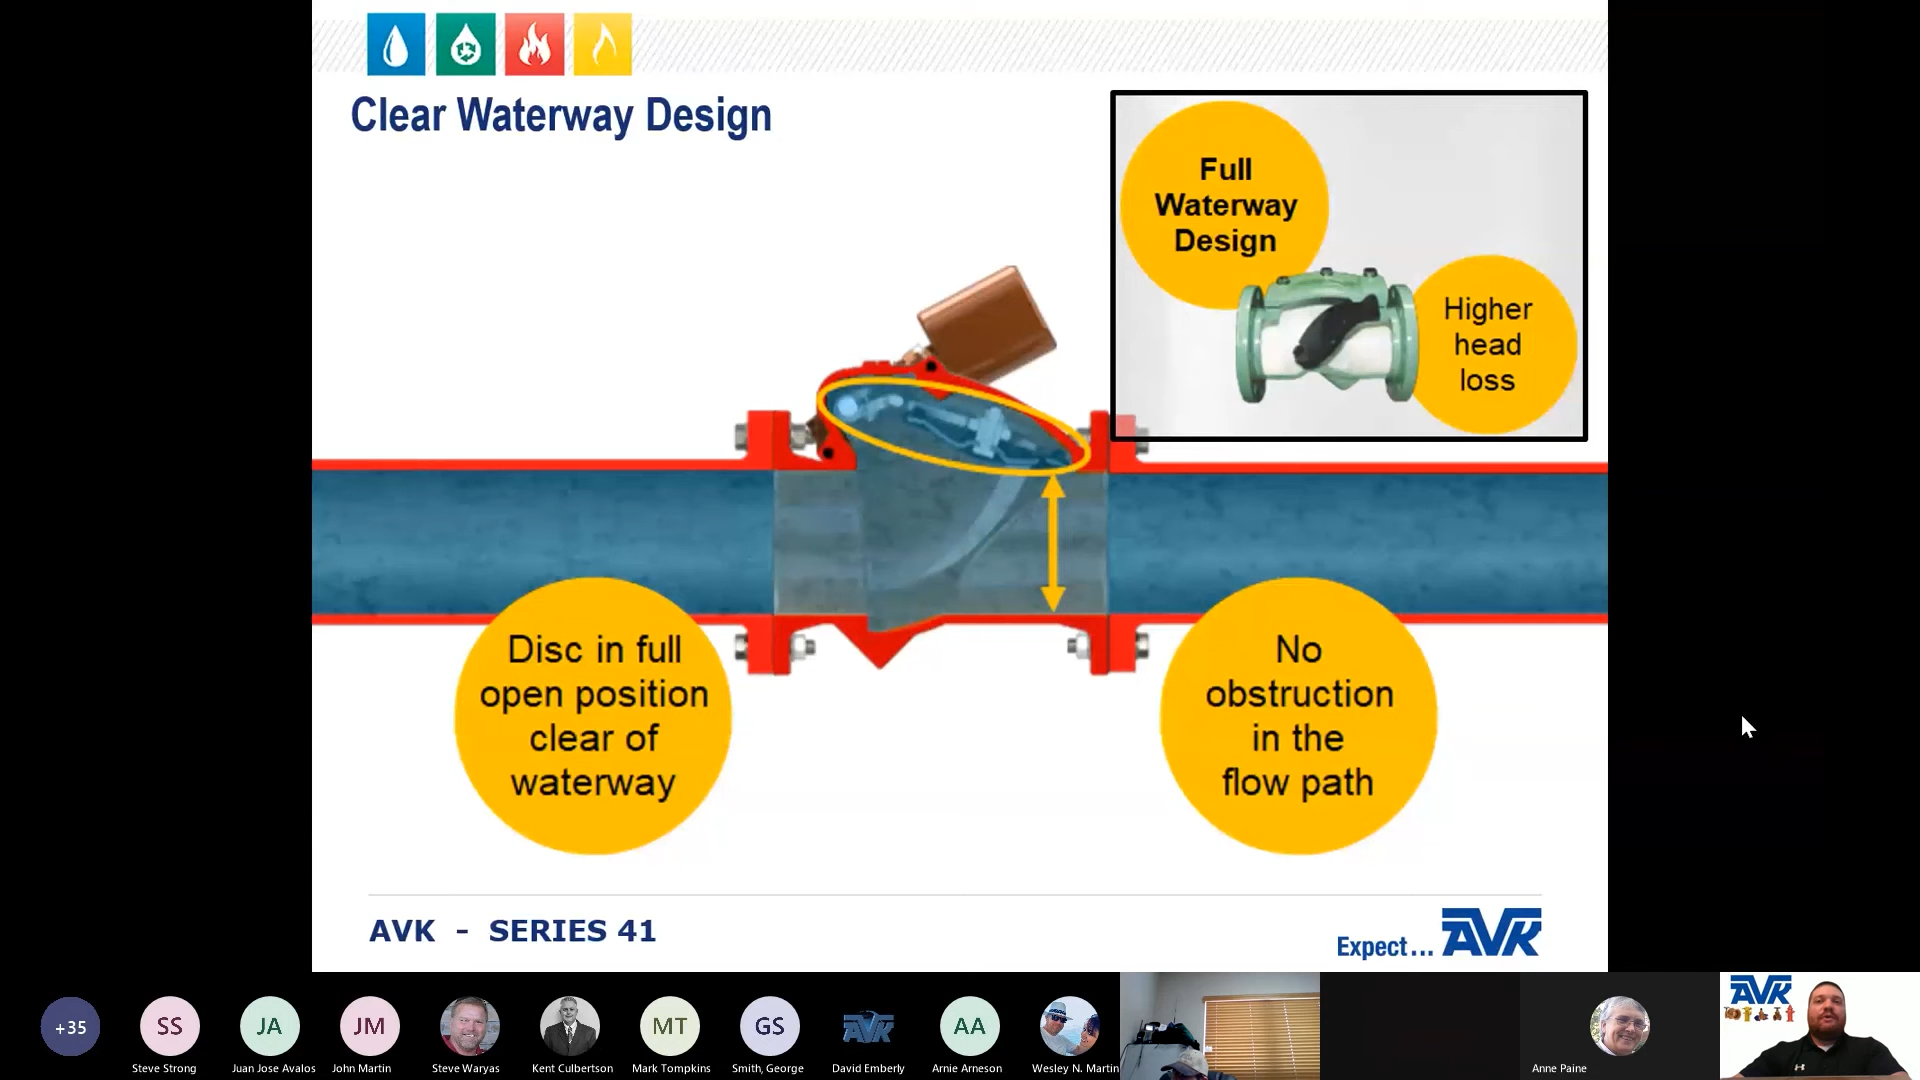 Clear Waterway Design
Full
Waterway
Design
Higher
head
loss
Disc in full
open position
clear of
waterway
No
obstruction
in the
flow path
AVK - SERIES 41
Expect... AVK
+35
SS
JA
JM
MT
GS
AVK
AA
AVK
Steve Strong
Juan Jose Avalos
John Martin
Steve Waryas
Kent Culbertson
Mark Tompkins
Smith, George
David Emberly
Arnie Arneson
Wesley N. Martin
Anne Paine